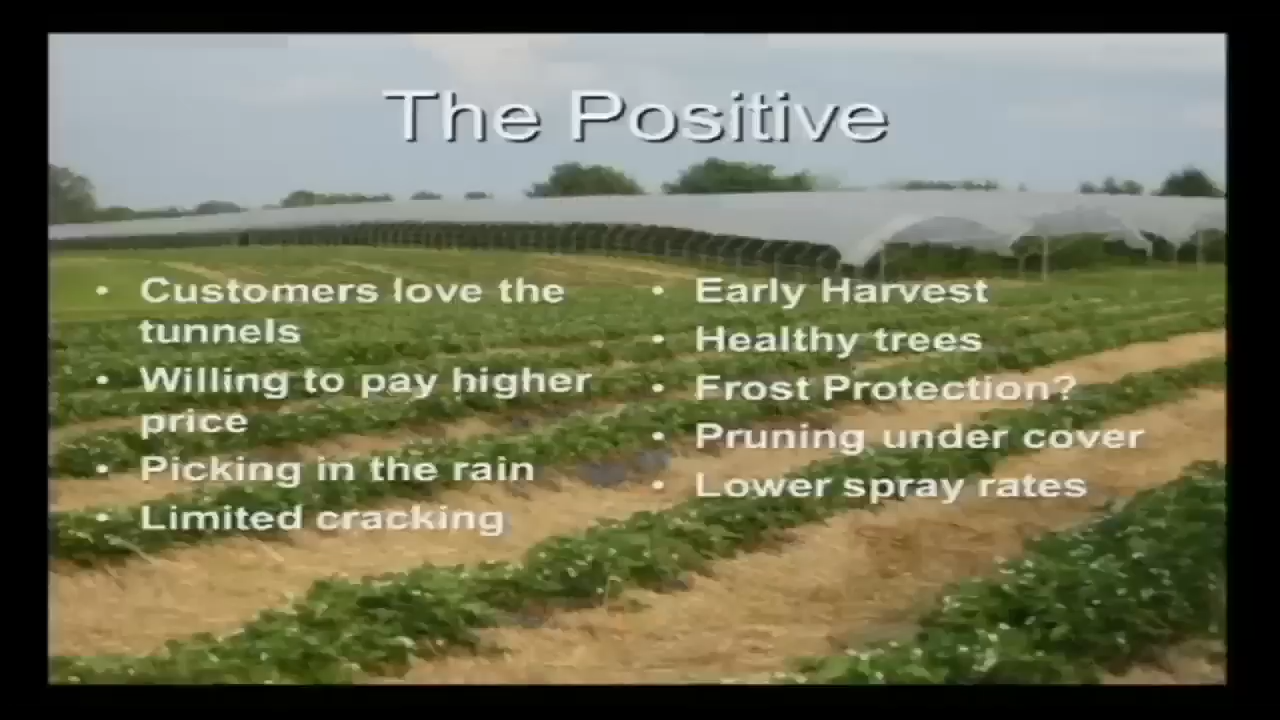 The Positive
• Customers love the
tunnels
• Willing to pay higher
price
• Picking in the rain
• Limited cracking
• Early Harvest
• Healthy trees
• Frost Protection?
• Pruning under cover
• Lower spray rates